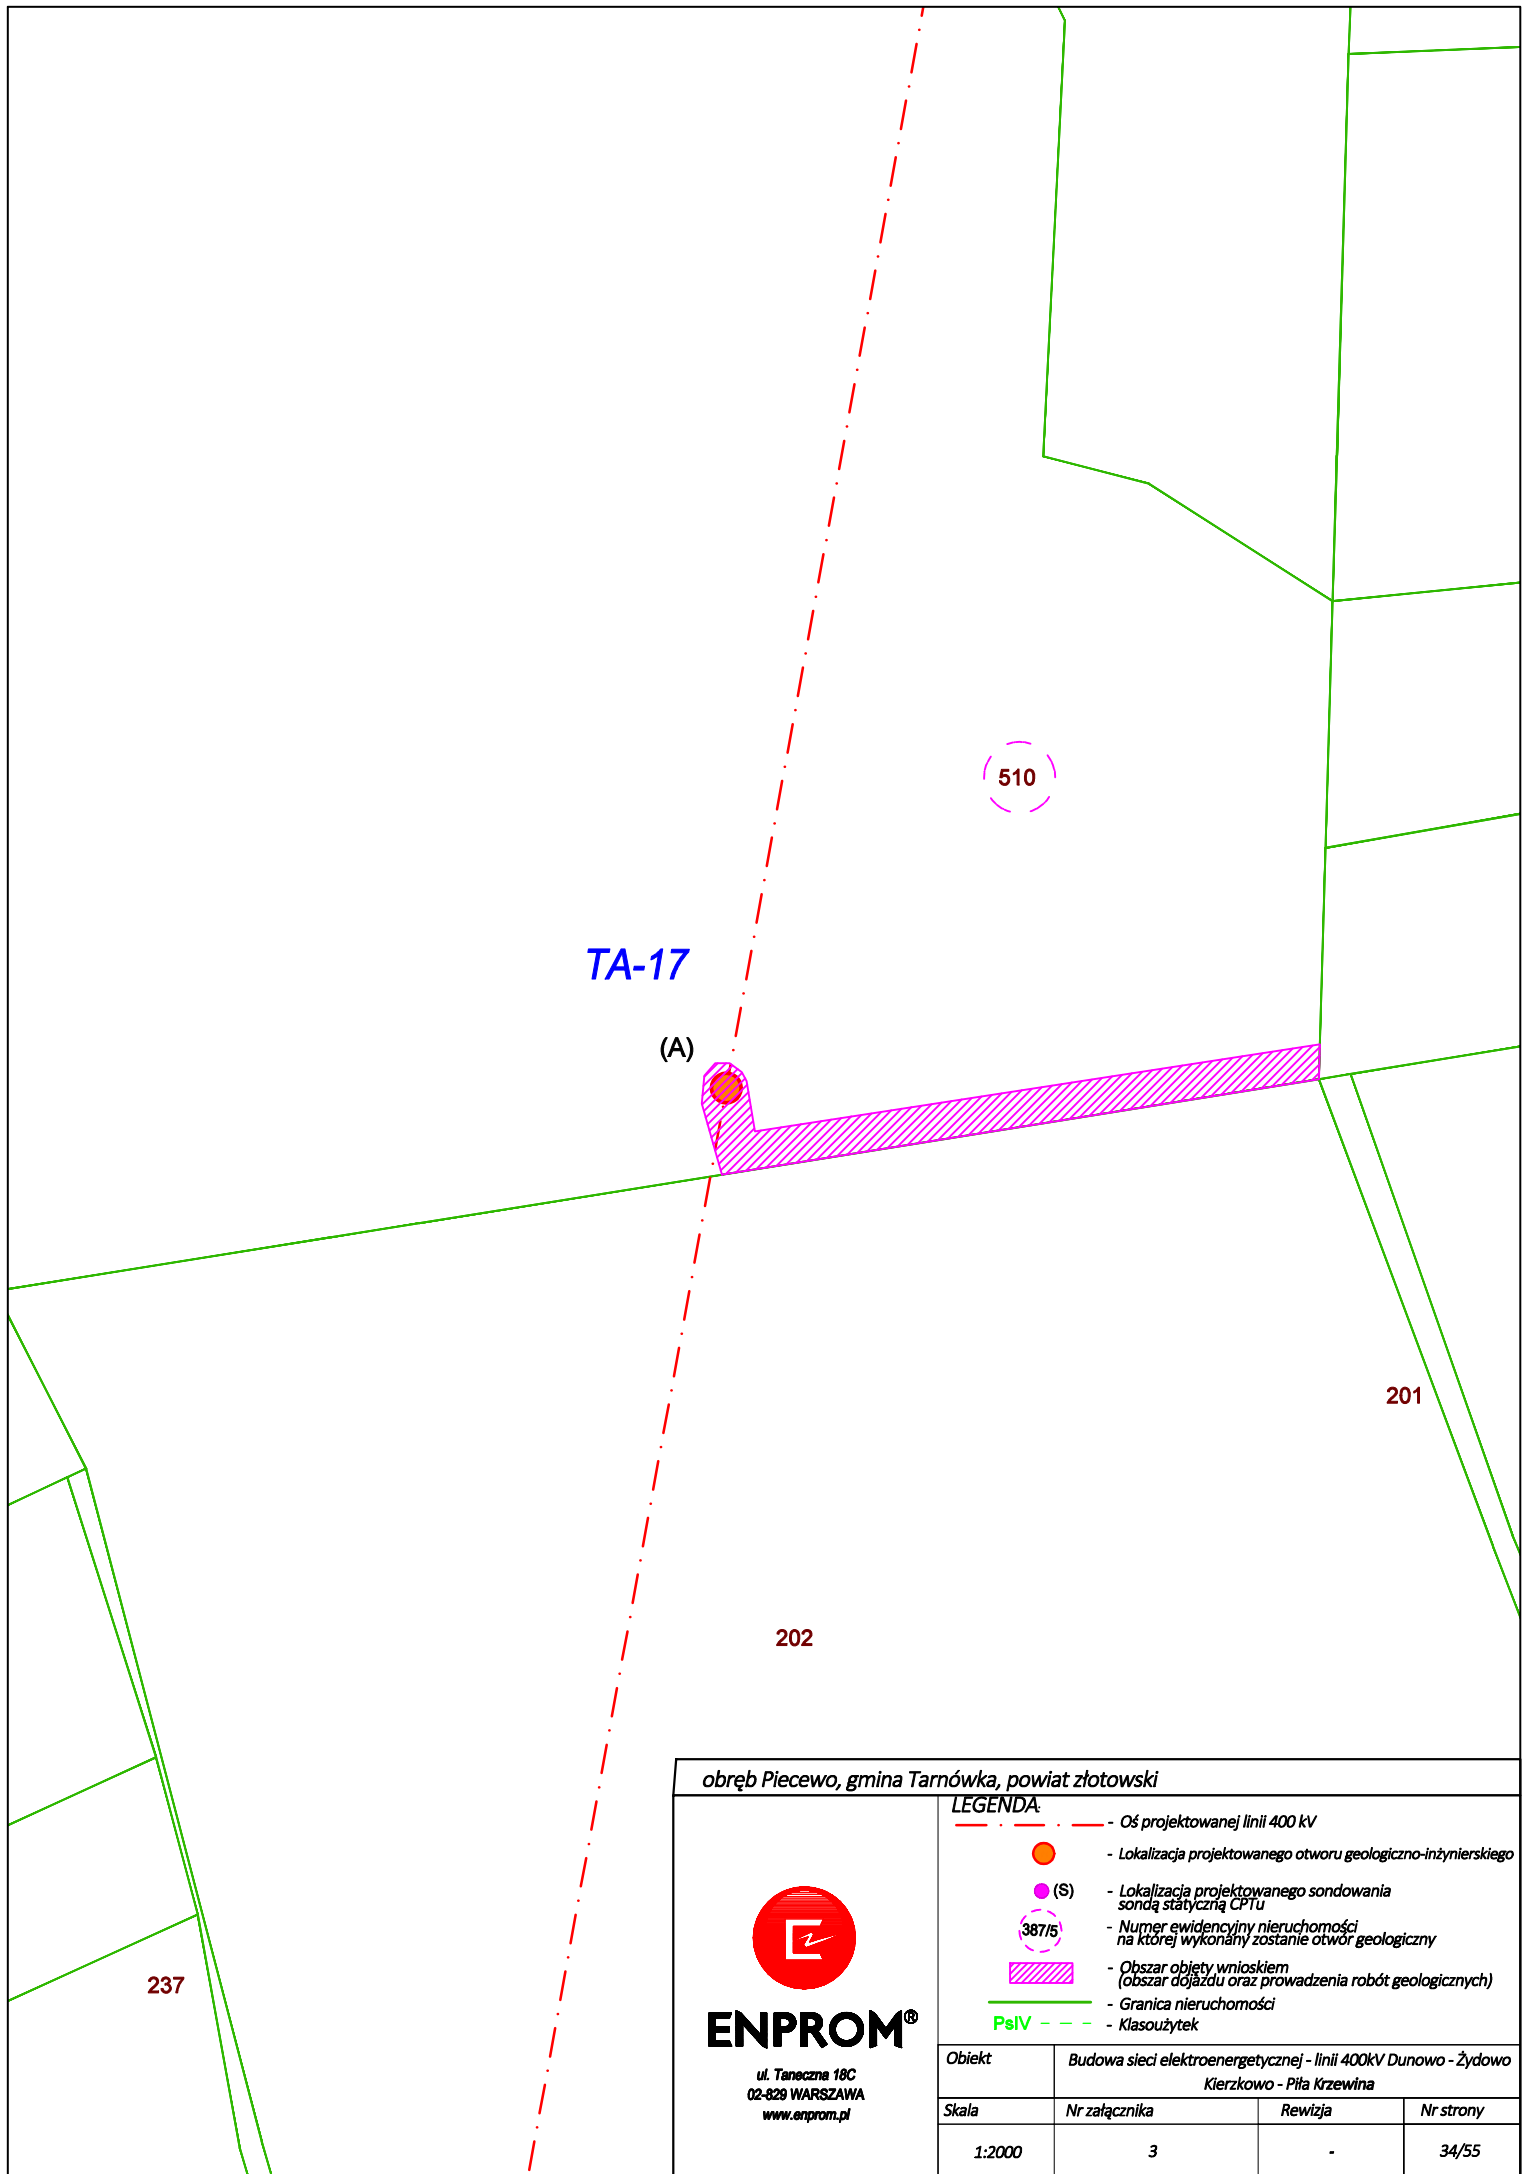 510
TA-17
(A)
201
202
237
obręb Piecewo, gmina Tarnówka, powiat złotowski
LEGENDA:
- Oś projektowanej linii 400 kV
- Lokalizacja projektowanego otworu geologiczno-inżynierskiego
(S) - Lokalizacja projektowanego sondowania
sondą statyczną CPTu
387/5 - Numer ewidencyjny nieruchomości
na której wykonany zostanie otwór geologiczny
- Obszar objęty wnioskiem
(obszar dojazdu oraz prowadzenia robót geologicznych)
- Granica nieruchomości
PsIV - Klasoużytek
ENPROM®
ul. Taneczna 18C
02-829 WARSZAWA
www.enprom.pl
Obiekt
Budowa sieci elektroenergetycznej - linii 400kV Dunowo - Żydowo
Kierzkowo - Piła Krzewina
Skala Nr załącznika Rewizja Nr strony
1:2000 3 - 34/55